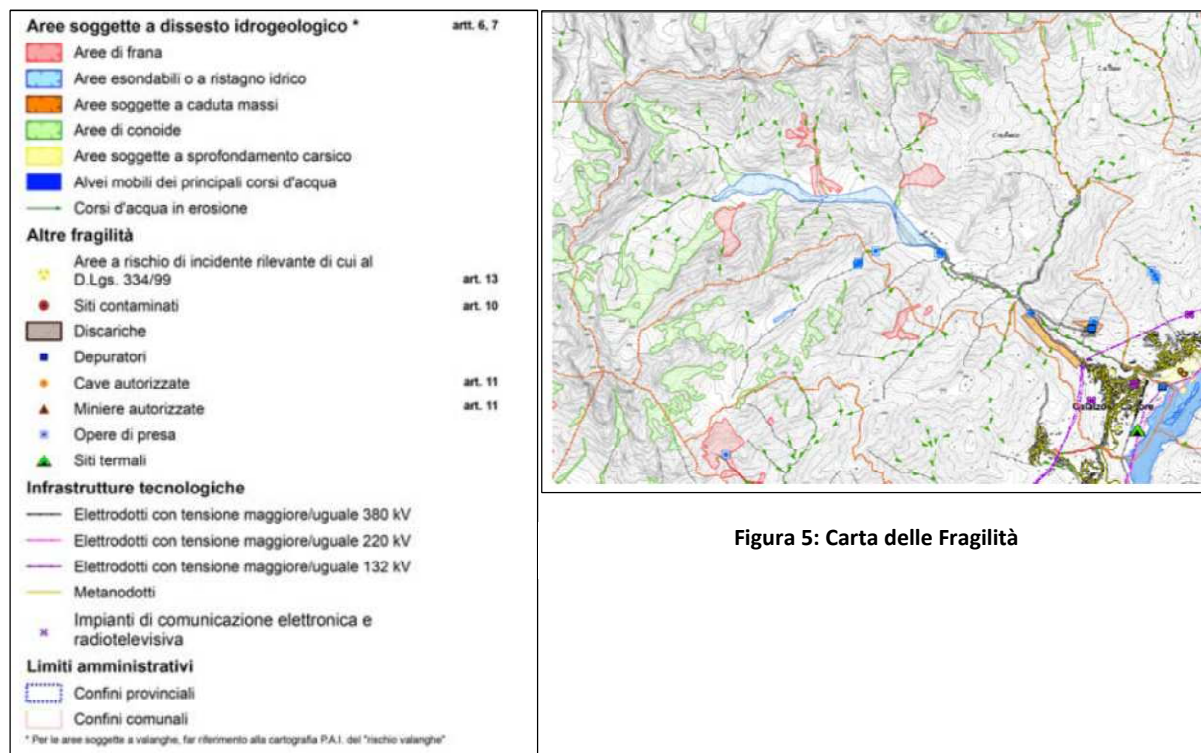 Aree soggette a dissesto idrogeologico * artt. 6, 7
Aree di frana
Aree esondabili o a ristagno idrico
Aree soggette a caduta massi
Aree di conoide
Aree soggette a sprofondamento carsico
Alvei mobili dei principali corsi d'acqua
Corsi d'acqua in erosione
Altre fragilità
Aree a rischio di incidente rilevante di cui al
D.Lgs. 334/99 art. 13
Siti contaminati art. 10
Discariche
Depuratori
Cave autorizzate art. 11
Miniere autorizzate art. 11
Opere di presa
Siti termali
Infrastrutture tecnologiche
Elettrodotti con tensione maggiore/uguale 380 kV
Elettrodotti con tensione maggiore/uguale 220 kV
Elettrodotti con tensione maggiore/uguale 132 kV
Metanodotti
Impianti di comunicazione elettronica e
radiotelevisiva
Limiti amministrativi
Confini provinciali
Confini comunali
* Per le aree soggette a valanghe, far riferimento alla cartografia P.A.I. del "rischio valanghe"
Figura 5: Carta delle Fragilità